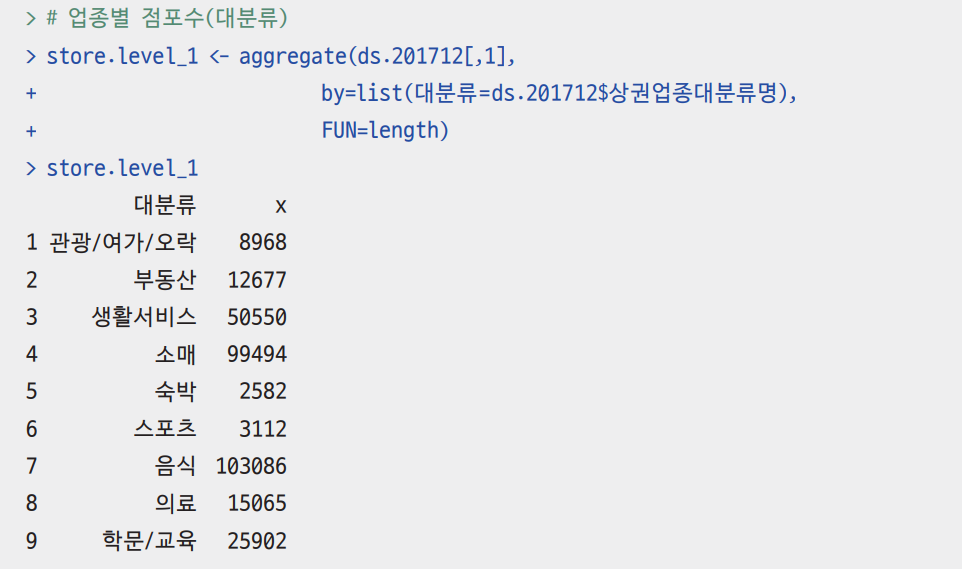 > # 업종별 점포수(대분류)
> store.level_1 <- aggregate(ds.201712[,1],
+ by=list(대분류=ds.201712$상권업종대분류명),
+ FUN=length)
> store.level_1
대분류 x
1 관광/여가/오락 8968
2 부동산 12677
3 생활서비스 50550
4 소매 99494
5 숙박 2582
6 스포츠 3112
7 음식 103086
8 의료 15065
9 학문/교육 25902